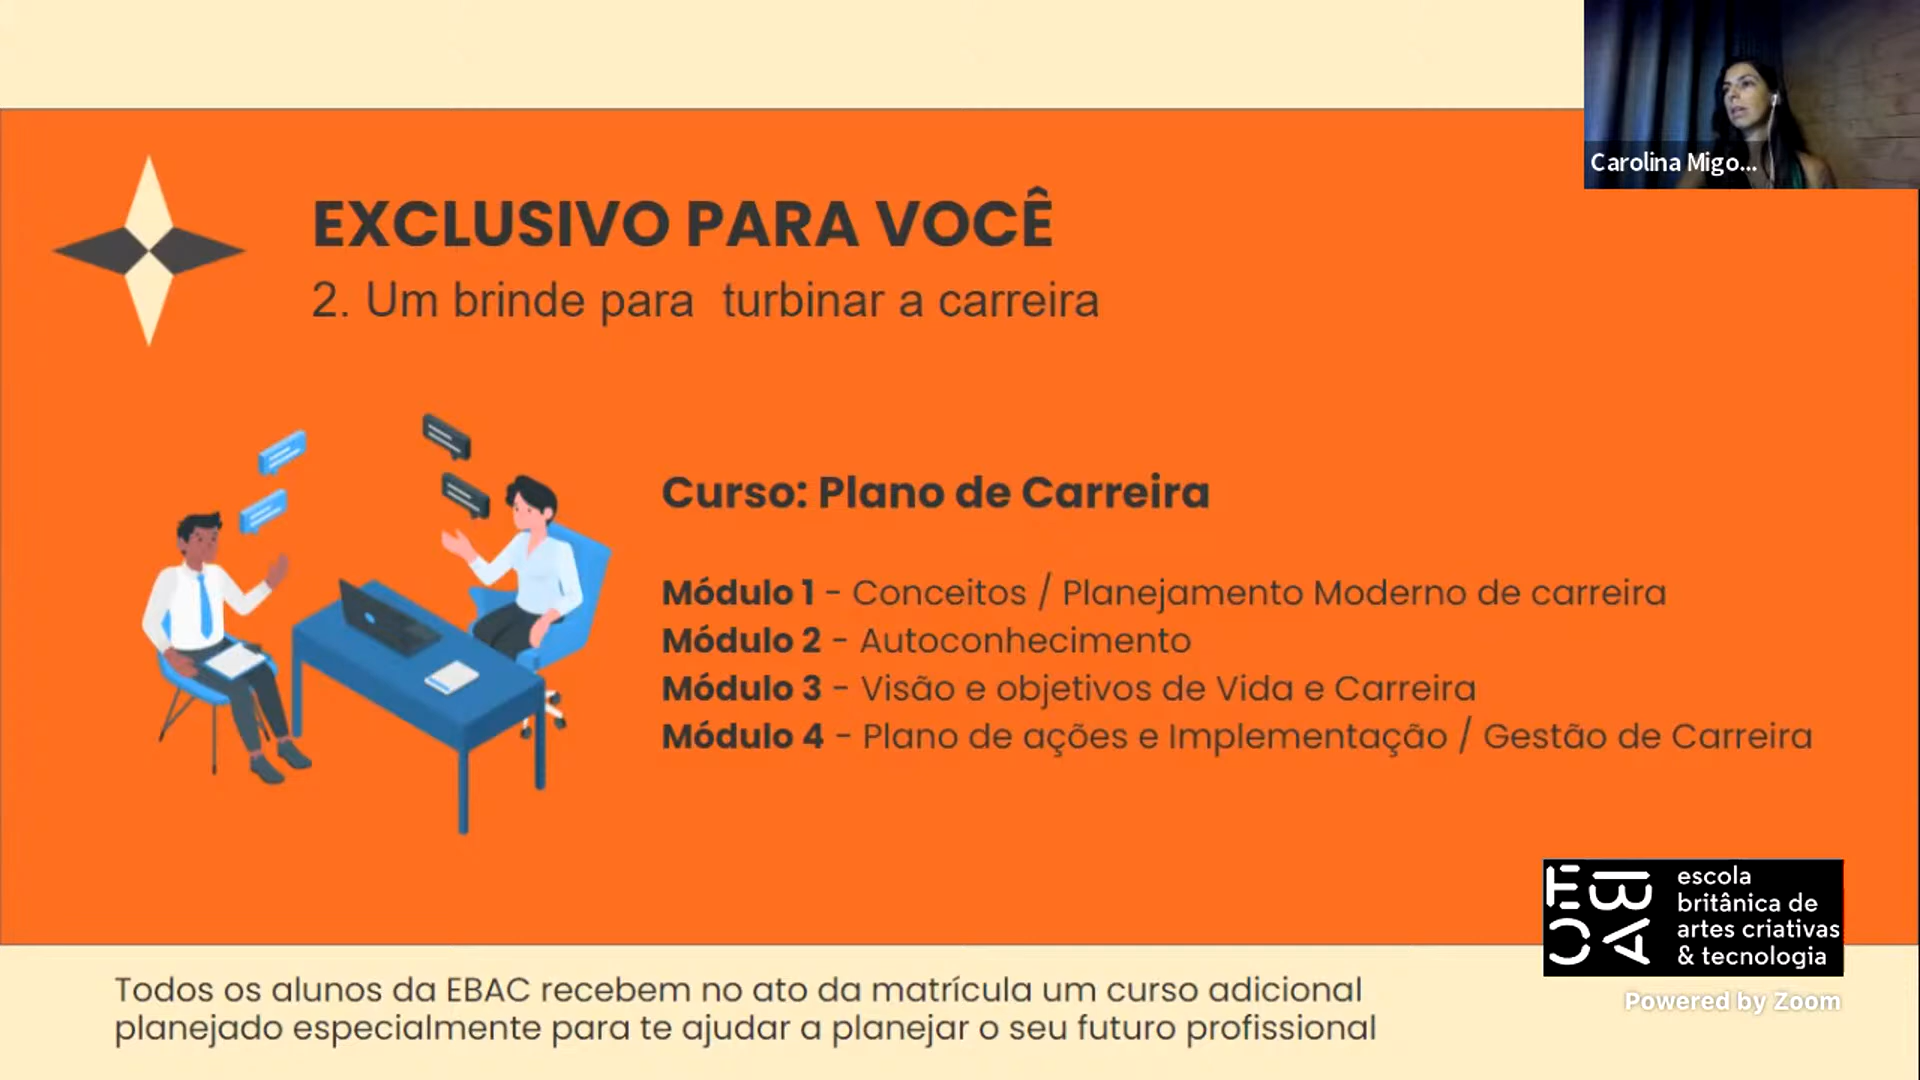 Carolina Migo...
EXCLUSIVO PARA VOCÊ
2. Um brinde para  turbinar a carreira
Curso: Plano de Carreira
Módulo 1 - Conceitos / Planejamento Moderno de carreira
Módulo 2 - Autoconhecimento
Módulo 3 - Visão e objetivos de Vida e Carreira
Módulo 4 - Plano de ações e Implementação / Gestão de Carreira
EBAC
escola
britânica de
artes criativas
& tecnologia
Powered by Zoom
Todos os alunos da EBAC recebem no ato da matrícula um curso adicional
planejado especialmente para te ajudar a planejar o seu futuro profissional